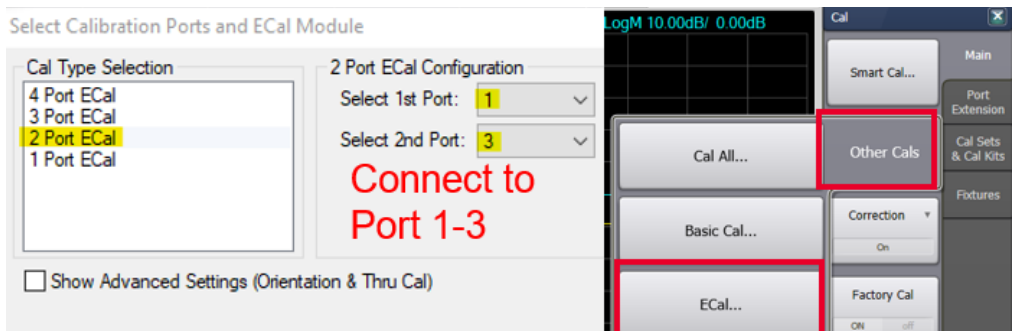 Select Calibration Ports and ECal Module
Cal Type Selection
4 Port ECal
3 Port ECal
2 Port ECal
1 Port ECal
2 Port ECal Configuration
Select 1st Port: 1
Select 2nd Port: 3
Connect to
Port 1-3
Show Advanced Settings (Orientation & Thru Cal)
LogM 10.00dB/ 0.00dB
Cal
Smart Cal...
Main
Port
Extension
Cal All...
Other Cals
Cal Sets
& Cal Kits
Fixtures
Basic Cal...
Correction
On
ECal...
Factory Cal
ON off